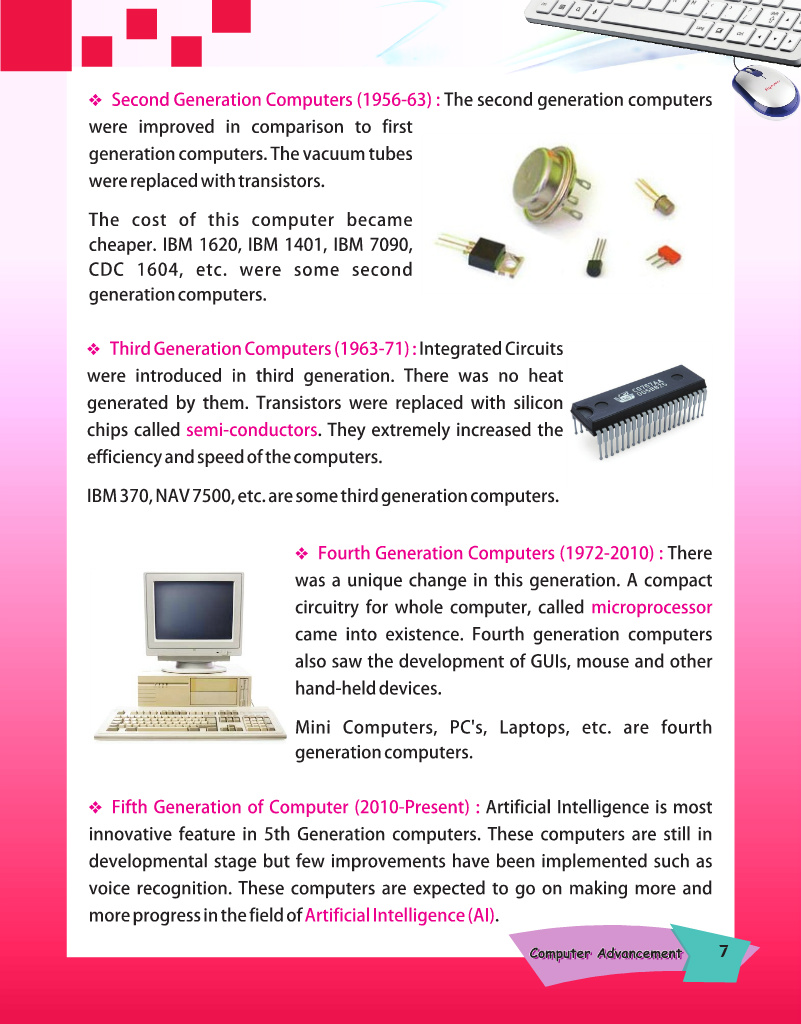 ❖ Second Generation Computers (1956-63) : The second generation computers
were improved in comparison to first
generation computers. The vacuum tubes
were replaced with transistors.
The cost of this computer became
cheaper. IBM 1620, IBM 1401, IBM 7090,
CDC 1604, etc. were some second
generation computers.
❖ Third Generation Computers (1963-71) : Integrated Circuits
were introduced in third generation. There was no heat
generated by them. Transistors were replaced with silicon
chips called semi-conductors. They extremely increased the
efficiency and speed of the computers.
IBM 370, NAV 7500, etc. are some third generation computers.
❖ Fourth Generation Computers (1972-2010) : There
was a unique change in this generation. A compact
circuitry for whole computer, called microprocessor
came into existence. Fourth generation computers
also saw the development of GUIs, mouse and other
hand-held devices.
Mini Computers, PC's, Laptops, etc. are fourth
generation computers.
❖ Fifth Generation of Computer (2010-Present) : Artificial Intelligence is most
innovative feature in 5th Generation computers. These computers are still in
developmental stage but few improvements have been implemented such as
voice recognition. These computers are expected to go on making more and
more progress in the field of Artificial Intelligence (AI).
Computer Advancement 7